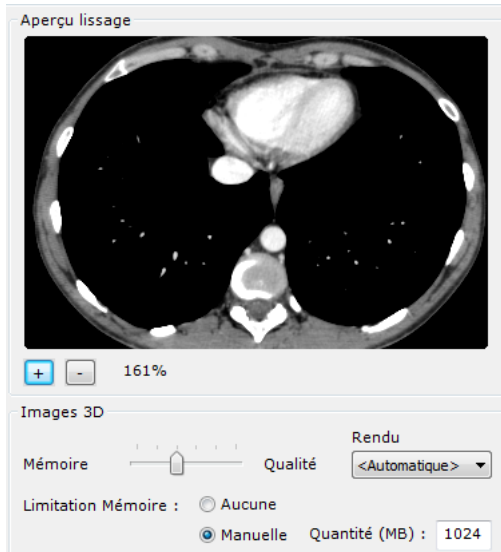 Aperçu lissage
+ - 161%
Images 3D
Rendu
Mémoire Qualité <Automatique>
Limitation Mémoire : Aucune
Manuelle Quantité (MB) : 1024